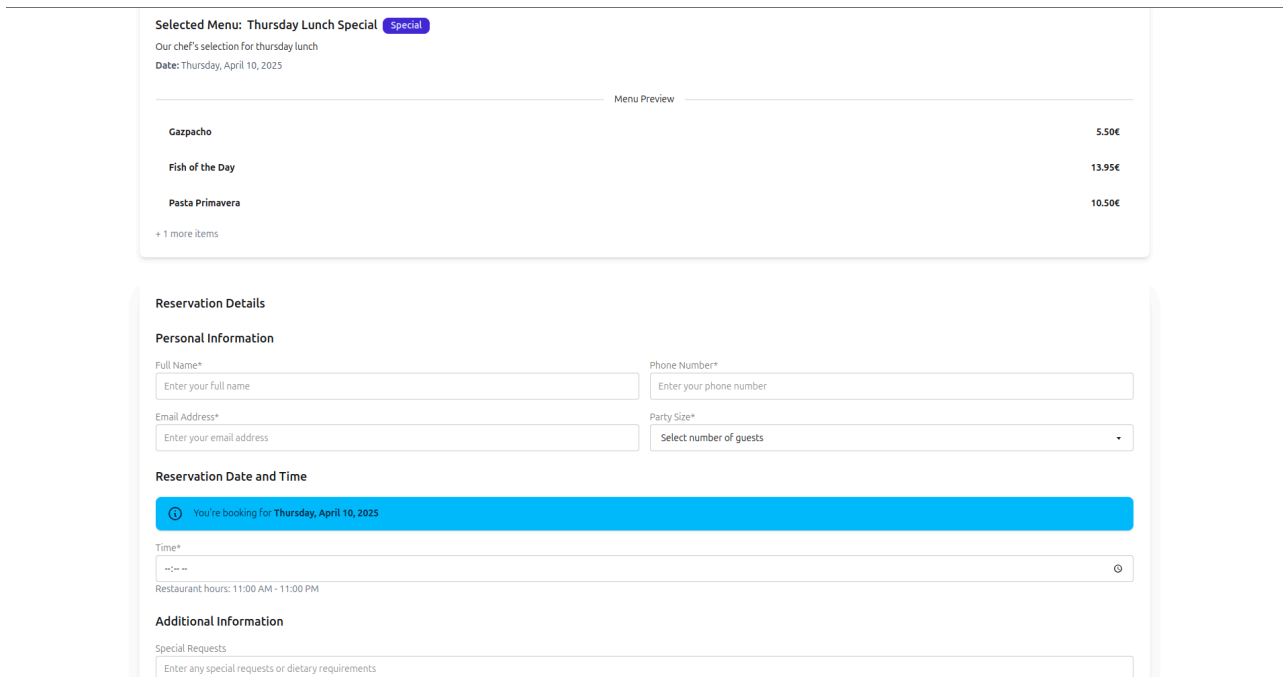 Selected Menu: Thursday Lunch Special Special
Our chef's selection for thursday lunch
Date: Thursday, April 10, 2025
Menu Preview
Gazpacho 5.50€
Fish of the Day 13.95€
Pasta Primavera 10.50€
+ 1 more items
Reservation Details
Personal Information
Full Name* Phone Number*
Enter your full name Enter your phone number
Email Address* Party Size*
Enter your email address Select number of guests
Reservation Date and Time
You're booking for Thursday, April 10, 2025
Time*
--:-- --
Restaurant hours: 11:00 AM - 11:00 PM
Additional Information
Special Requests
Enter any special requests or dietary requirements